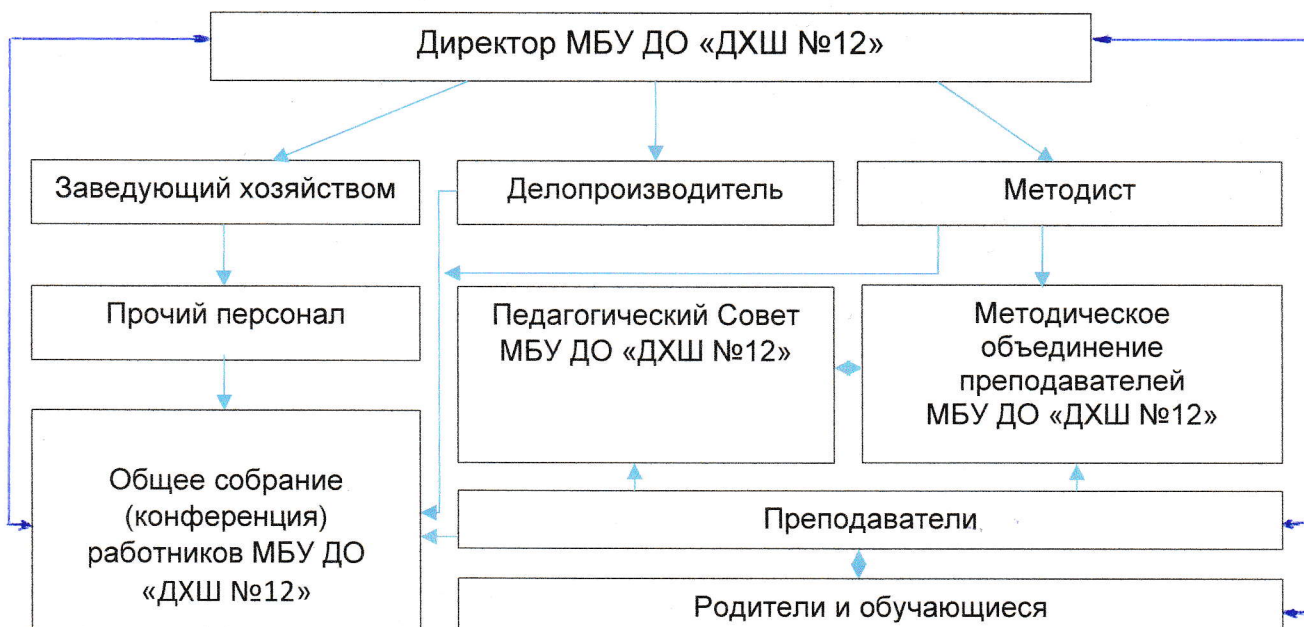 Директор МБУ ДО «ДХШ №12»
Заведующий хозяйством
Делопроизводитель
Методист
Прочий персонал
Педагогический Совет
МБУ ДО «ДХШ №12»
Методическое
объединение
преподавателей
МБУ ДО «ДХШ №12»
Общее собрание
(конференция)
работников МБУ ДО
«ДХШ №12»
Преподаватели
Родители и обучающиеся